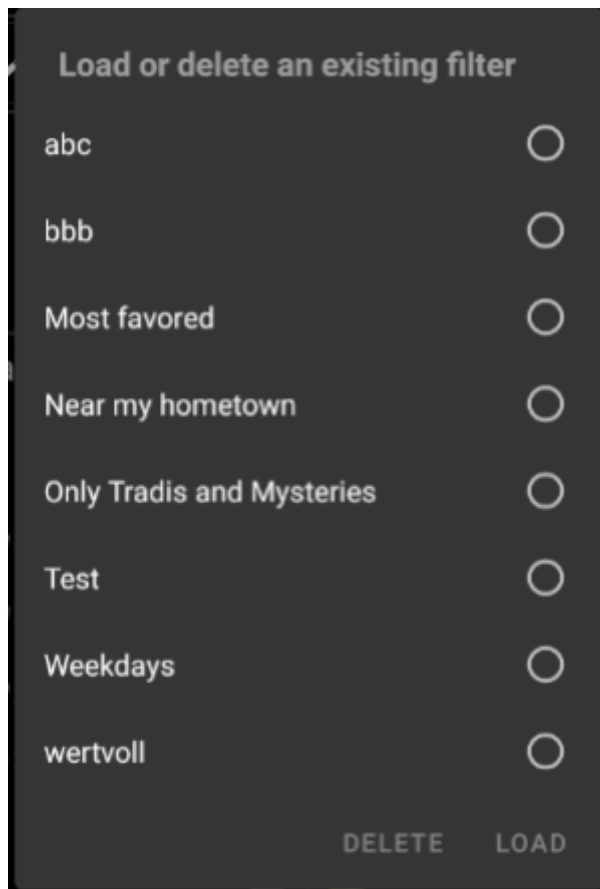 Load or delete an existing filter
abc
bbb
Most favored
Near my hometown
Only Tradis and Mysteries
Test
Weekdays
wertvoll
DELETE LOAD